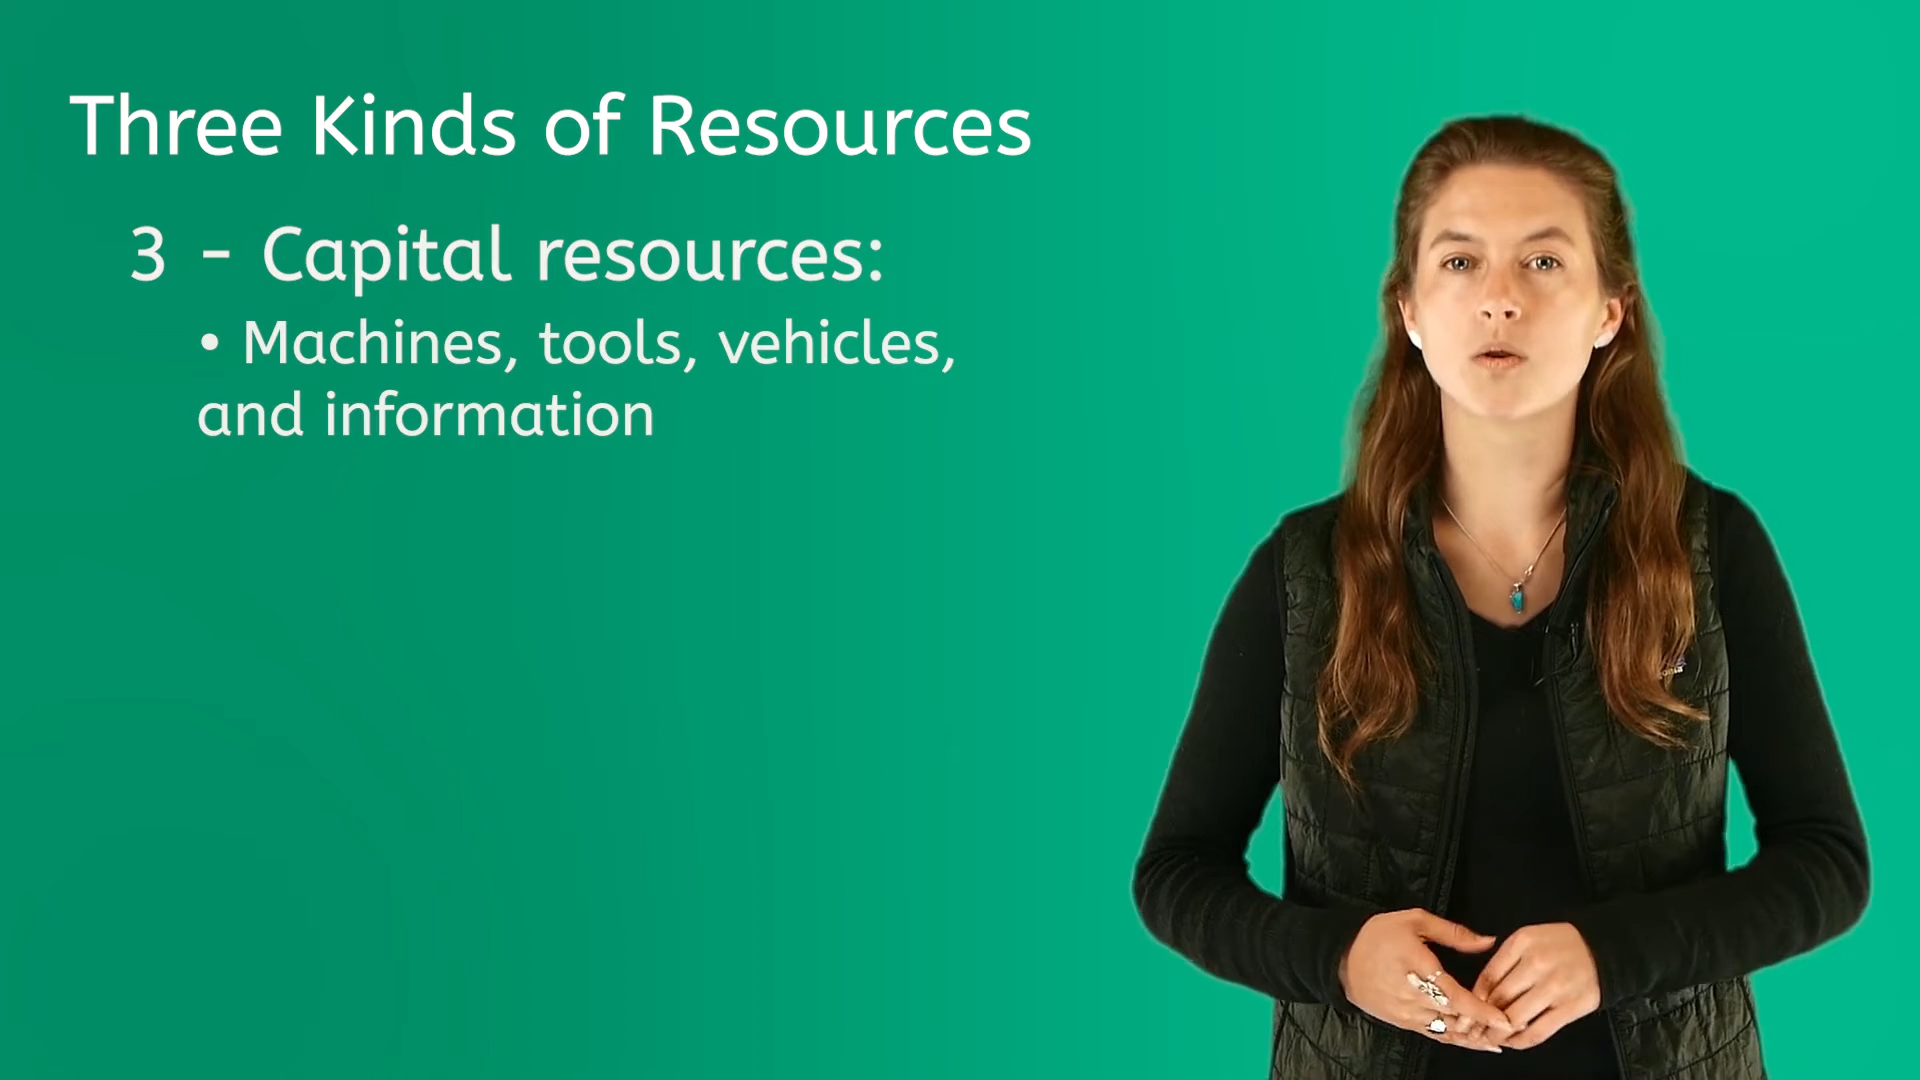 Three Kinds of Resources
3 - Capital resources:
• Machines, tools, vehicles,
and information